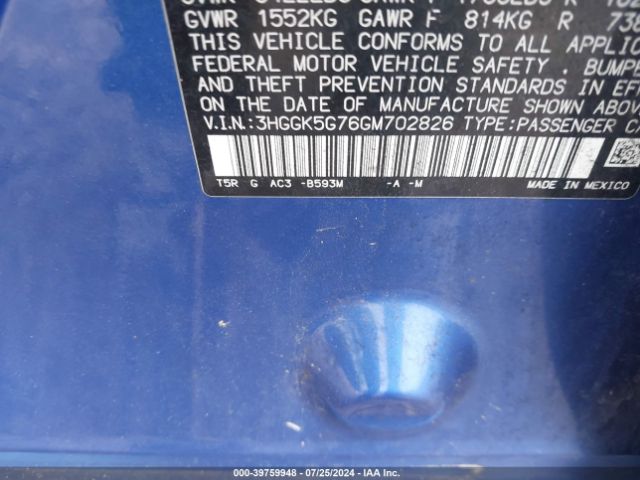 GVWR 1552KG GAWR F 814KG R
THIS VEHICLE CONFORMS TO ALL
FEDERAL MOTOR VEHICLE SAFETY .
AND THEFT PREVENTION STANDARDS IN
ON THE DATE OF MANUFACTURE SHOWN
V.I.N.:3HGGK5G76GM702826 TYPE:PASSENGER
T5R G AC3 -B593M -A -M MADE IN MEXICO
000-39759948 - 07/25/2024 - IAA Inc.